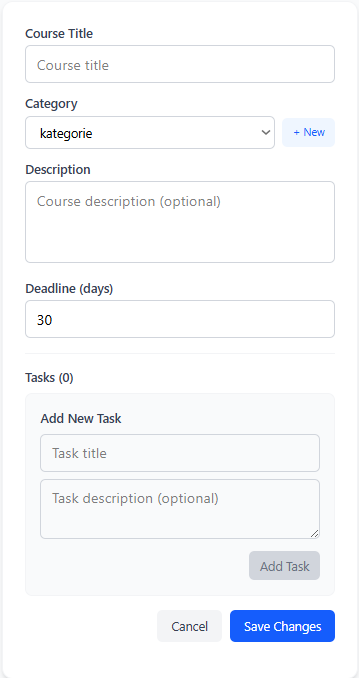 Course Title
Course title
Category
kategorie
+ New
Description
Course description (optional)
Deadline (days)
30
Tasks (0)
Add New Task
Task title
Task description (optional)
Add Task
Cancel
Save Changes